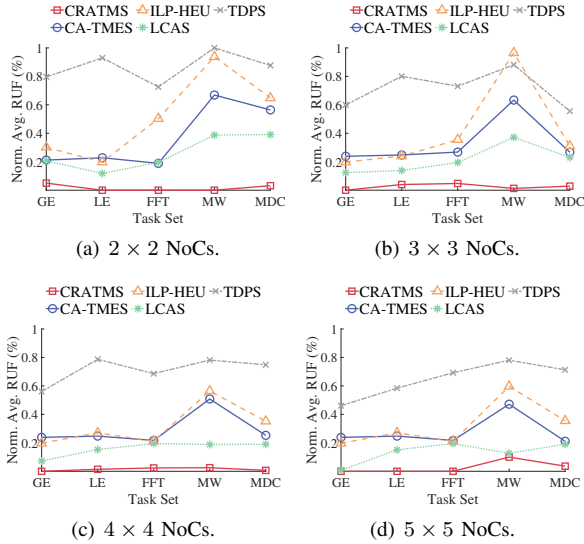 CRATMS ILP-HEU TDPS
CA-TMES LCAS
Norm. Avg. RUF (%)
1
0.8
0.6
0.4
0.2
GE LE FFT MW MDC
Task Set
(a) 2 × 2 NoCs.
CRATMS ILP-HEU TDPS
CA-TMES LCAS
Norm. Avg. RUF (%)
1
0.8
0.6
0.4
0.2
GE LE FFT MW MDC
Task Set
(b) 3 × 3 NoCs.
CRATMS ILP-HEU TDPS
CA-TMES LCAS
Norm. Avg. RUF (%)
1
0.8
0.6
0.4
0.2
GE LE FFT MW MDC
Task Set
(c) 4 × 4 NoCs.
CRATMS ILP-HEU TDPS
CA-TMES LCAS
Norm. Avg. RUF (%)
1
0.8
0.6
0.4
0.2
GE LE FFT MW MDC
Task Set
(d) 5 × 5 NoCs.